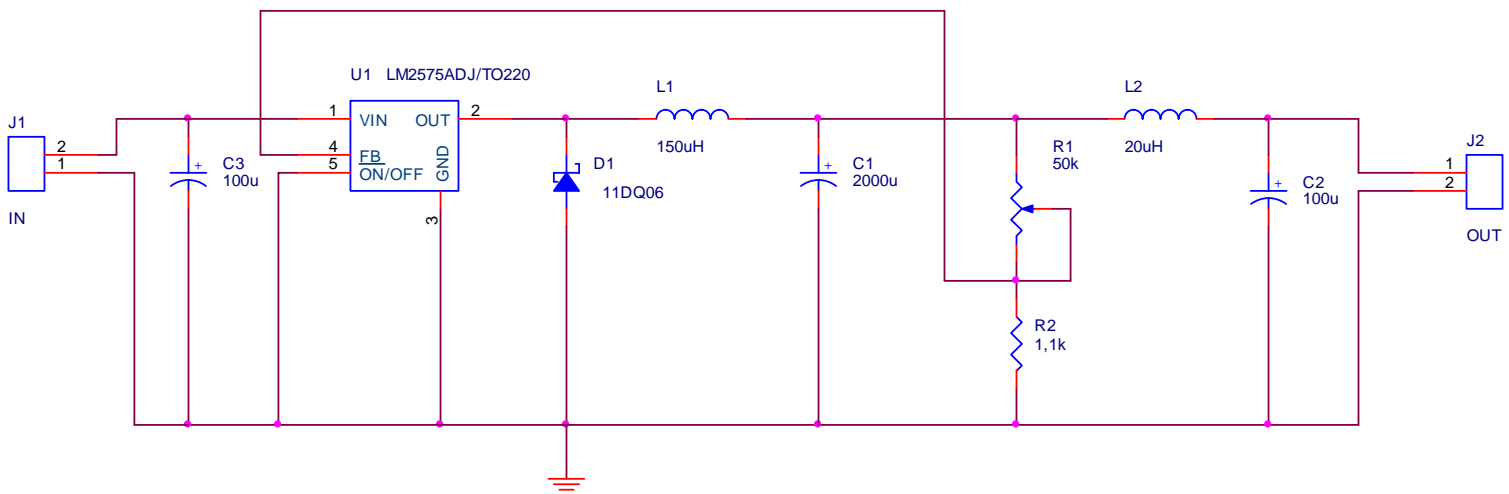 U1 LM2575ADJ/TO220
J1
2
1
IN
C3
100u
1
4
5
VIN
OUT
FB
ON/OFF
GND
2
3
D1
11DQ06
L1
150uH
C1
2000u
R1
50k
R2
1,1k
L2
20uH
C2
100u
J2
1
2
OUT